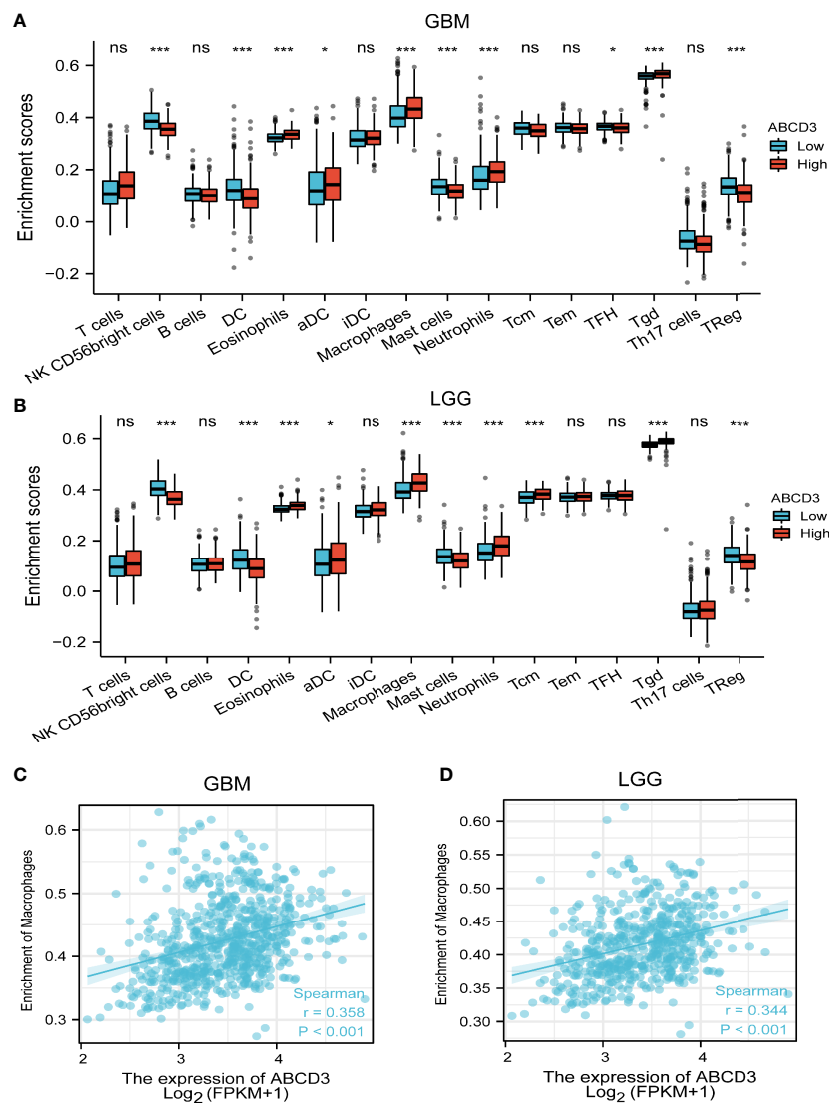 A
GBM
ns *** ns *** *** * ns *** *** *** ns ns * *** ns ***
0.6
0.4
0.2
0.0
−0.2
Enrichment scores
ABCD3
Low
High
T cells
NK CD56bright cells
B cells
DC
Eosinophils
aDC
iDC
Macrophages
Mast cells
Neutrophils
Tcm
Tem
TFH
Tgd
Th17 cells
TReg
B
LGG
ns *** ns *** *** * ns *** *** *** *** ns ns *** ns ***
0.6
0.4
0.2
0.0
−0.2
Enrichment scores
ABCD3
Low
High
T cells
NK CD56bright cells
B cells
DC
Eosinophils
aDC
iDC
Macrophages
Mast cells
Neutrophils
Tcm
Tem
TFH
Tgd
Th17 cells
TReg
C
GBM
0.6
0.5
0.4
0.3
Enrichment of Macrophages
Spearman
r = 0.358
P < 0.001
2 3 4
The expression of ABCD3
Log2 (FPKM+1)
D
LGG
0.60
0.55
0.50
0.45
0.40
0.35
0.30
Enrichment of Macrophages
Spearman
r = 0.344
P < 0.001
2 3 4
The expression of ABCD3
Log2 (FPKM+1)